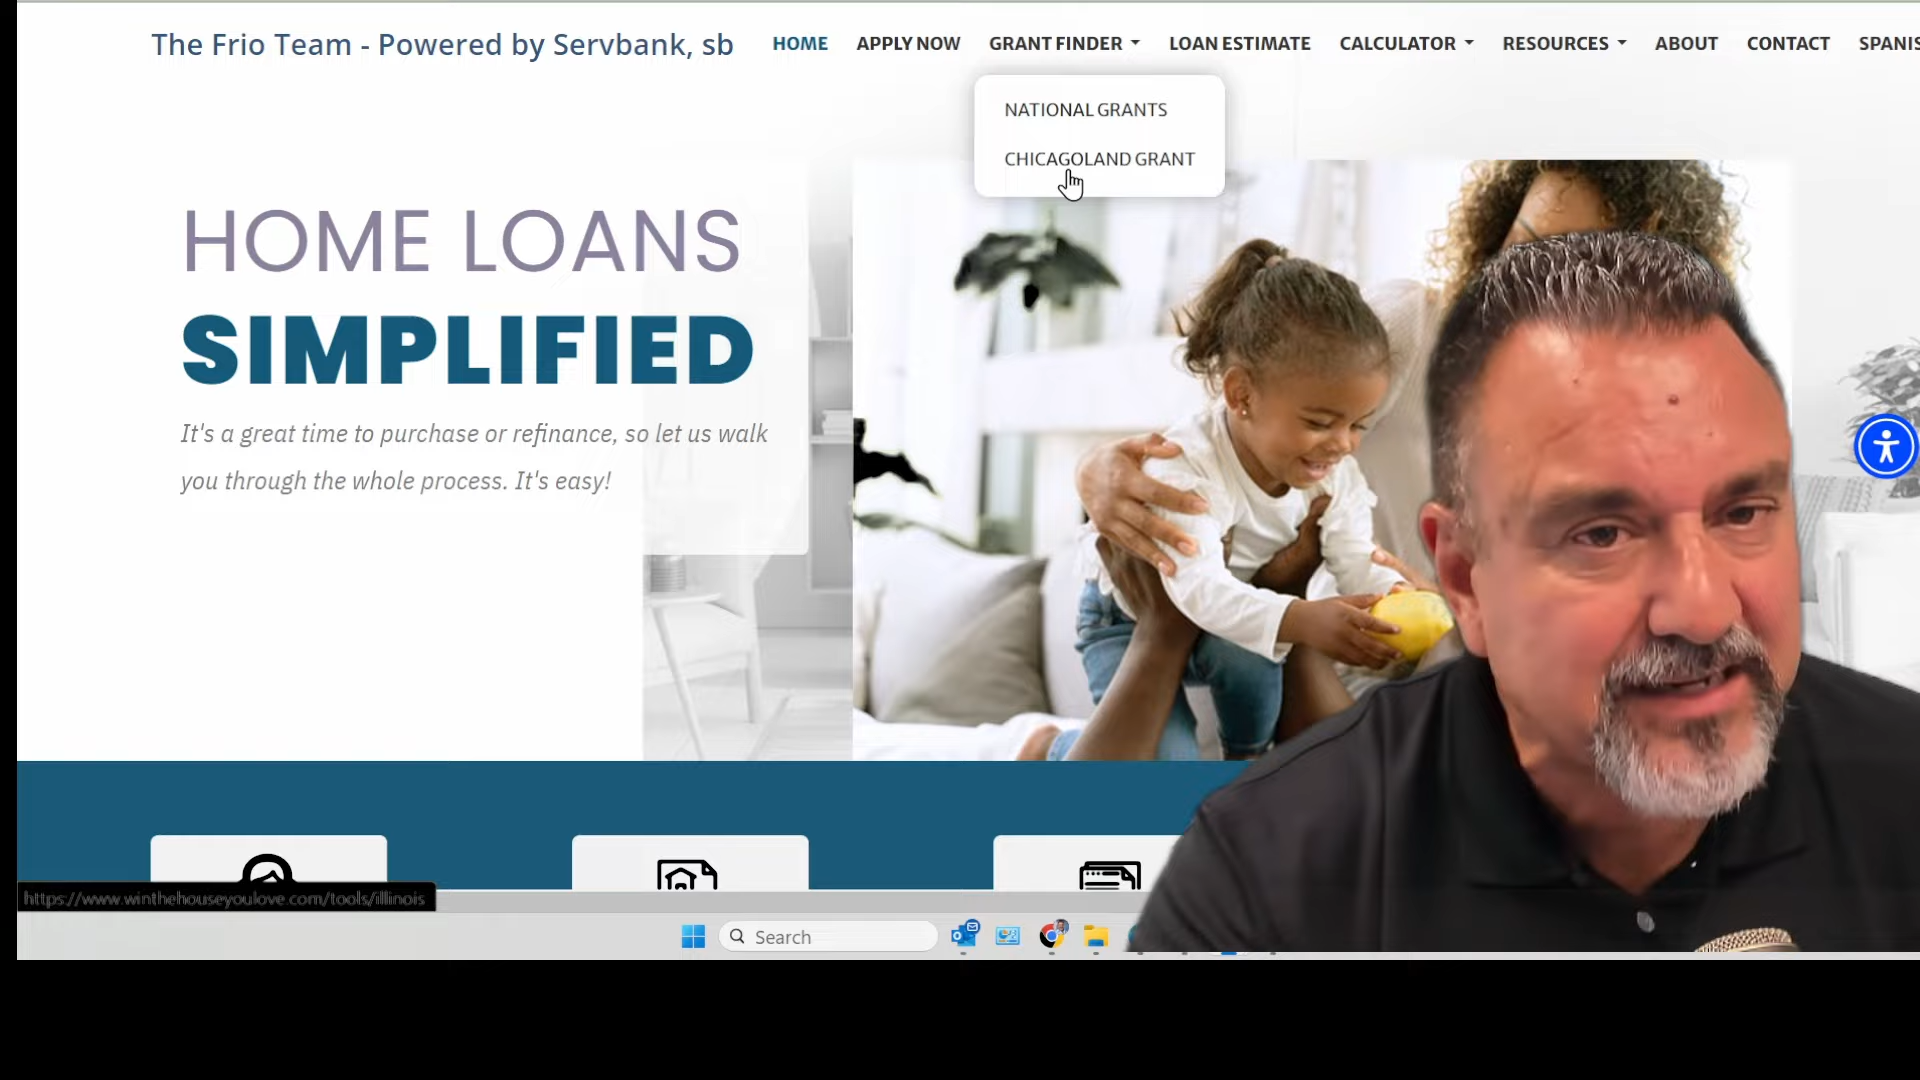 The Frio Team - Powered by Servbank, sb
HOME APPLY NOW GRANT FINDER LOAN ESTIMATE CALCULATOR RESOURCES ABOUT CONTACT SPANIS
NATIONAL GRANTS
CHICAGOLAND GRANT
HOME LOANS
SIMPLIFIED
It's a great time to purchase or refinance, so let us walk
you through the whole process. It's easy!
https://www.winthehouseyoulove.com/tools/illinois
Search